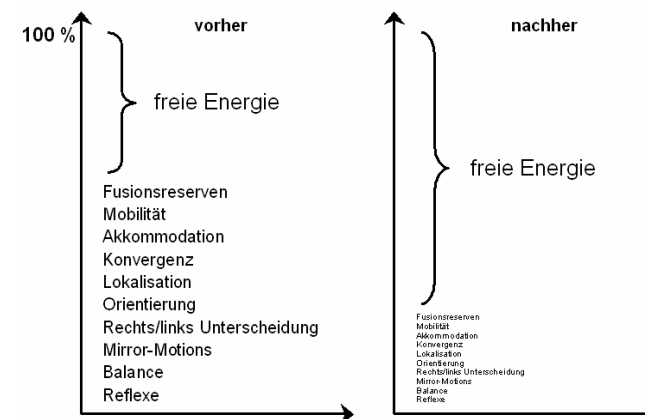 vorher
100 %
freie Energie
Fusionsreserven
Mobilität
Akkommodation
Konvergenz
Lokalisation
Orientierung
Rechts/links Unterscheidung
Mirror-Motions
Balance
Reflexe
nachher
freie Energie
Fusionsreserven
Mobilität
Akkommodation
Konvergenz
Lokalisation
Orientierung
Rechts/links Unterscheidung
Mirror-Motions
Balance
Reflexe